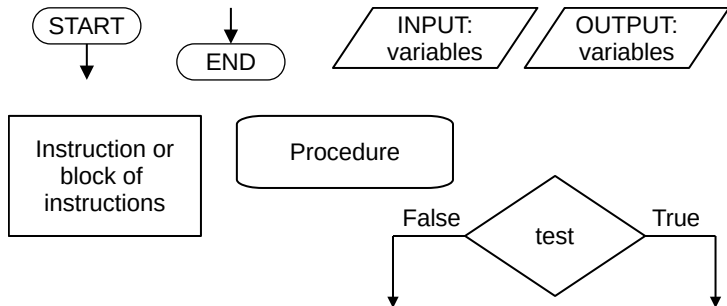 START
END
INPUT:
variables
OUTPUT:
variables
Instruction or
block of
instructions
Procedure
False
test
True